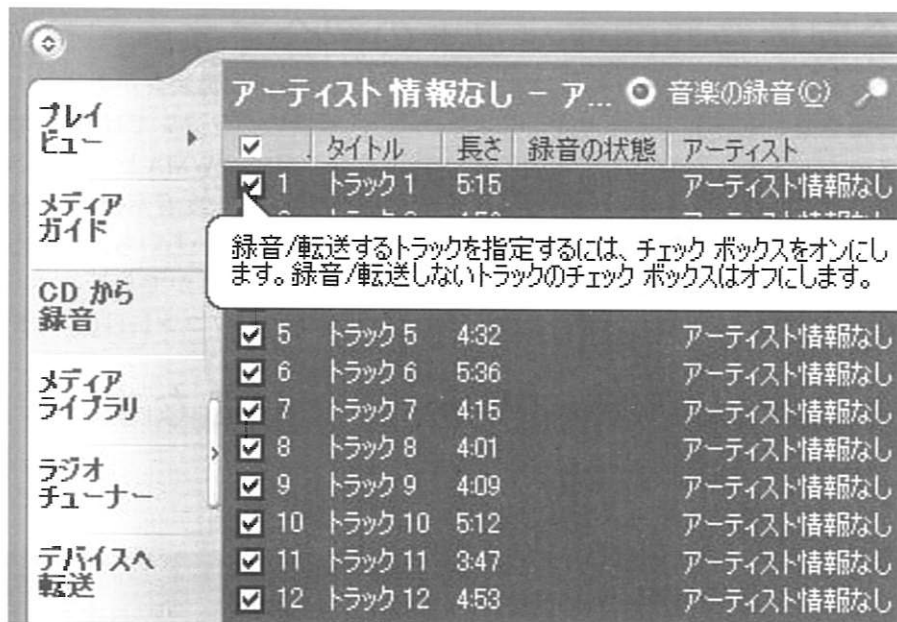 プレイ
ビュー
メディア
ガイド
CD から
録音
メディア
ライブラリ
ラジオ
チューナー
デバイスへ
転送
アーティスト情報なし - ア... 音楽の録音(C)
タイトル 長さ 録音の状態 アーティスト
1 トラック 1 5:15 アーティスト情報なし
録音/転送するトラックを指定するには、チェック ボックスをオンにし
ます。録音/転送しないトラックのチェック ボックスはオフにします。
5 トラック 5 4:32 アーティスト情報なし
6 トラック 6 5:36 アーティスト情報なし
7 トラック 7 4:15 アーティスト情報なし
8 トラック 8 4:01 アーティスト情報なし
9 トラック 9 4:09 アーティスト情報なし
10 トラック 10 5:12 アーティスト情報なし
11 トラック 11 3:47 アーティスト情報なし
12 トラック 12 4:53 アーティスト情報なし